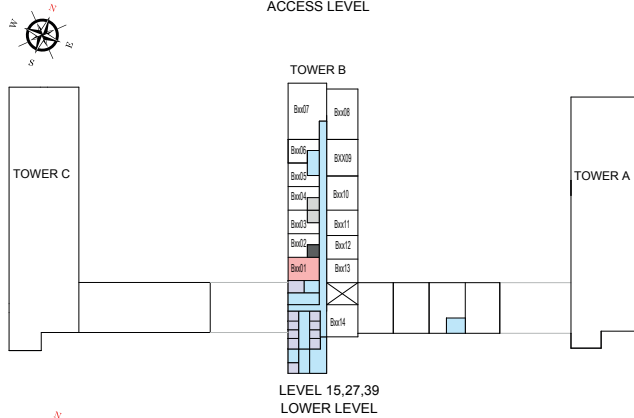 ACCESS LEVEL
N
W
E
S
TOWER B
Bxx07
Bxx08
Bxx06
BXX09
TOWER C
Bxx05
TOWER A
Bxx04
Bxx10
Bxx03
Bxx11
Bxx02
Bxx12
Bxx01
Bxx13
Bxx14
LEVEL 15,27,39
LOWER LEVEL
N